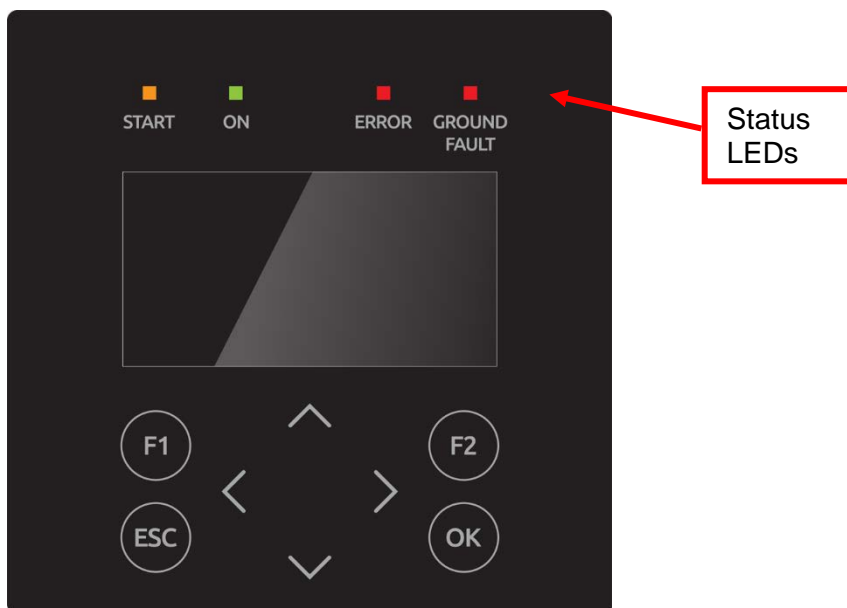 START
ON
ERROR
GROUND
FAULT
Status
LEDs
F1
F2
ESC
OK